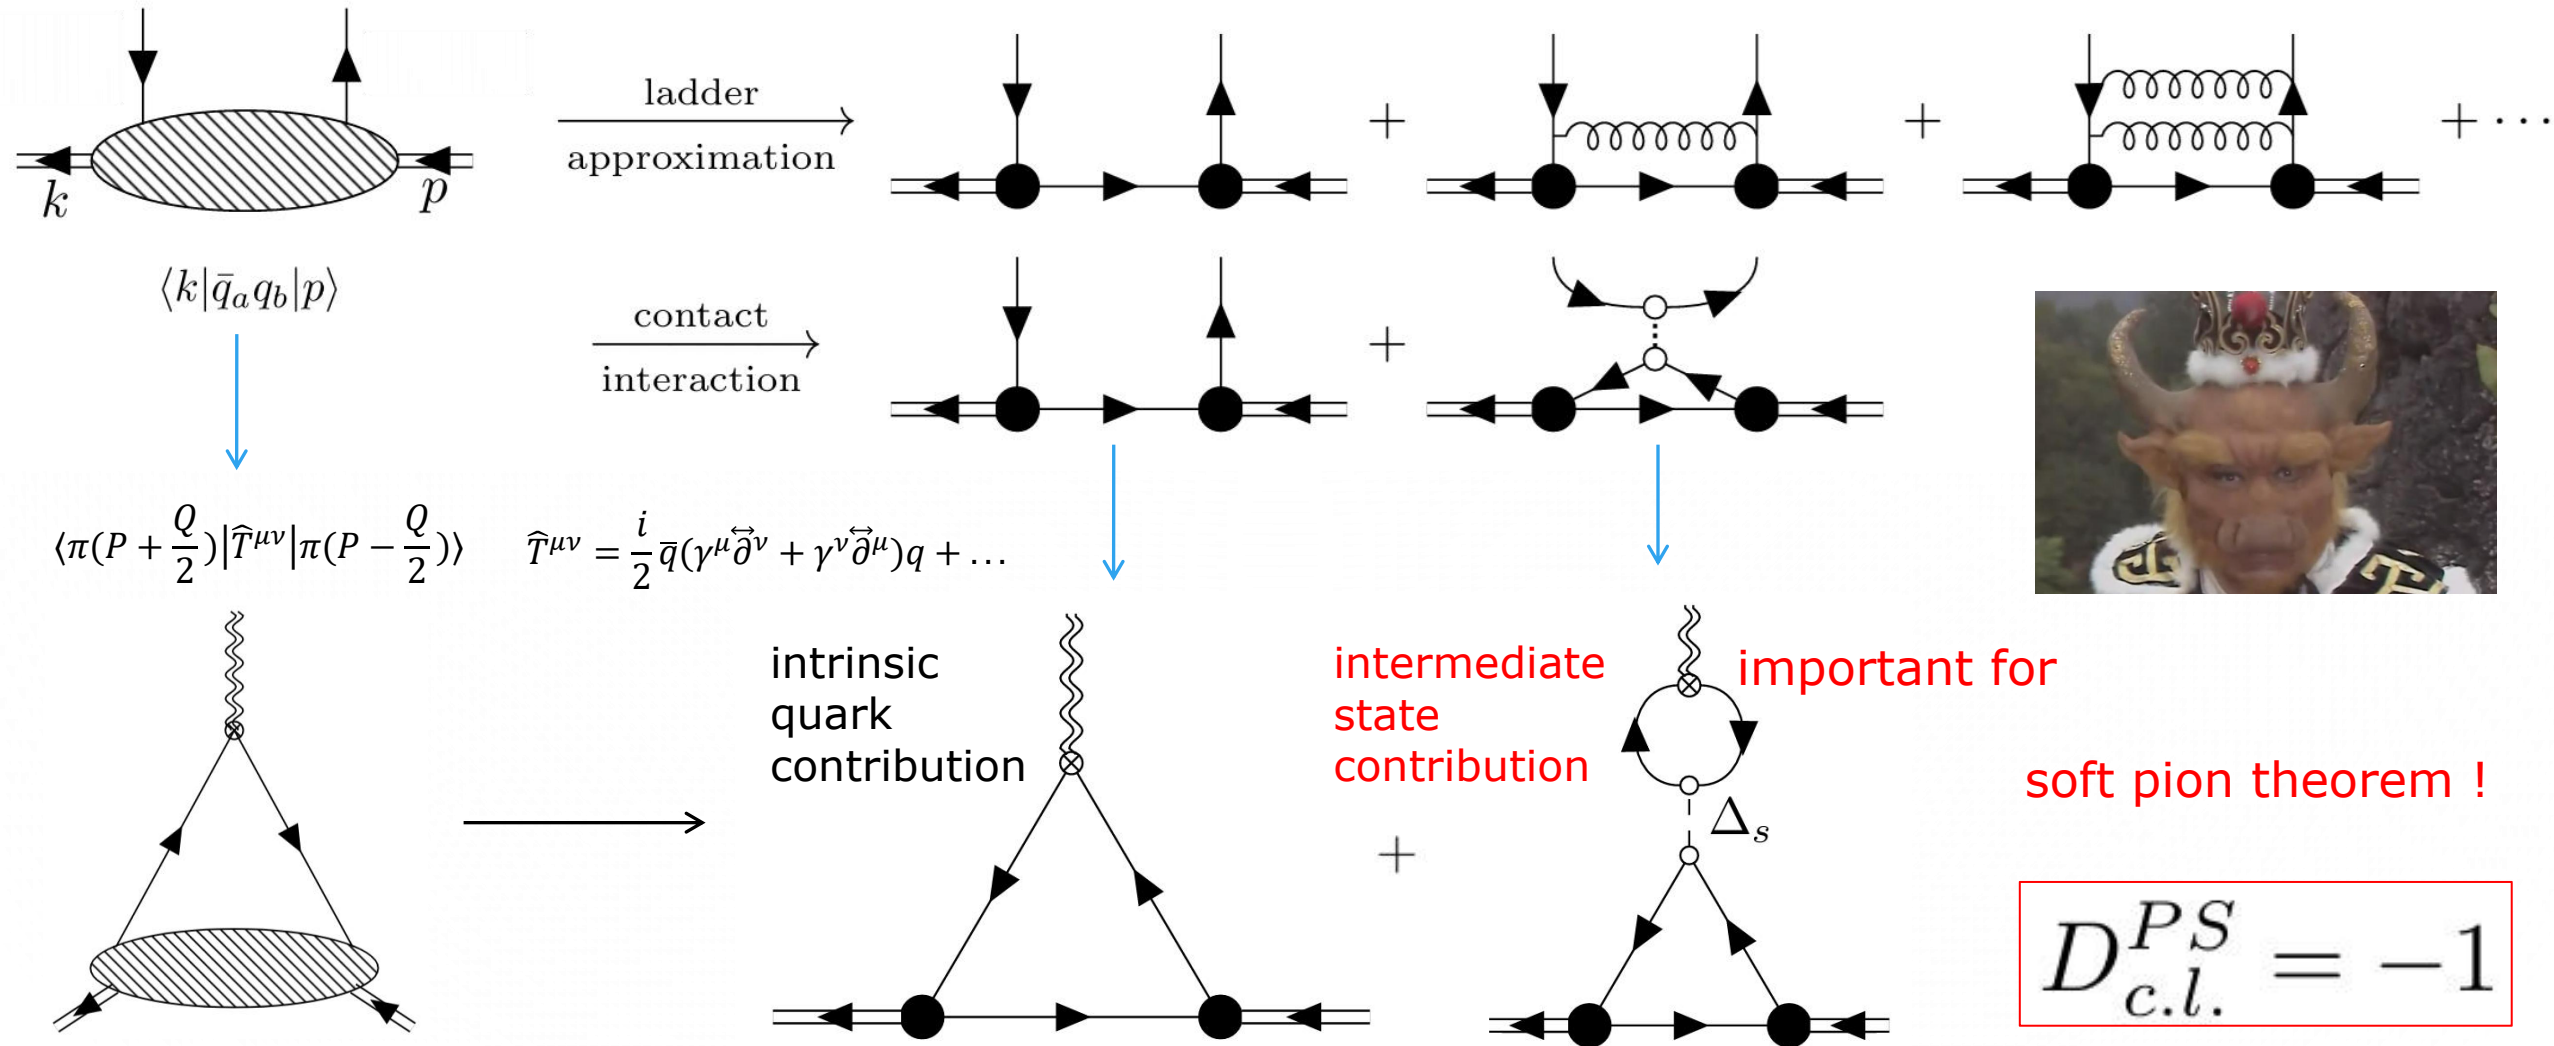 ladder
approximation
+
+
+ ···
k
p
⟨k|q̄_a q_b|p⟩
contact
interaction
+
⟨π(P + Q/2)|T̂^{μν}|π(P − Q/2)⟩
T̂^{μν} = i/2 q̄(γ^μ ∂⃡^ν + γ^ν ∂⃡^μ)q + …
intrinsic
quark
contribution
intermediate
state
contribution
important for
soft pion theorem !
Δ_s
+
D^{PS}_{c.l.} = −1